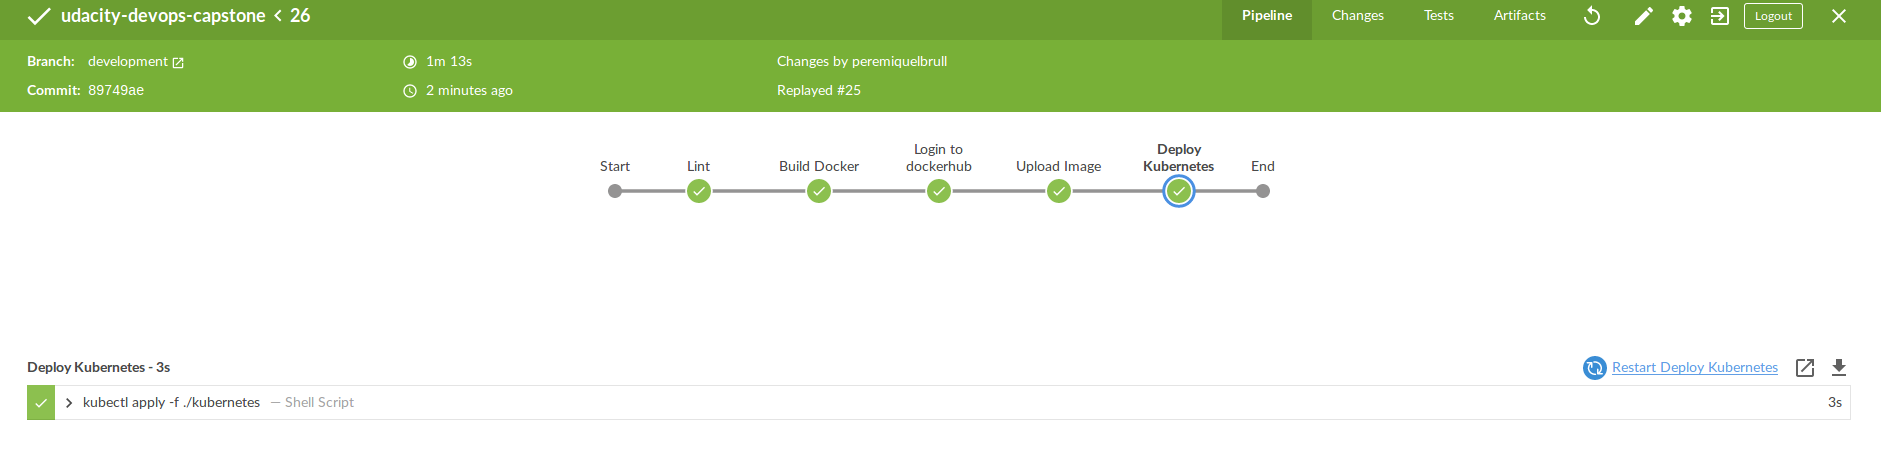 udacity-devops-capstone < 26
Pipeline Changes Tests Artifacts Logout
Branch: development 1m 13s Changes by peremiquelbrull
Commit: 89749ae 2 minutes ago Replayed #25
Start Lint Build Docker Login to dockerhub Upload Image Deploy Kubernetes End
Deploy Kubernetes - 3s Restart Deploy Kubernetes
kubectl apply -f ./kubernetes — Shell Script 3s